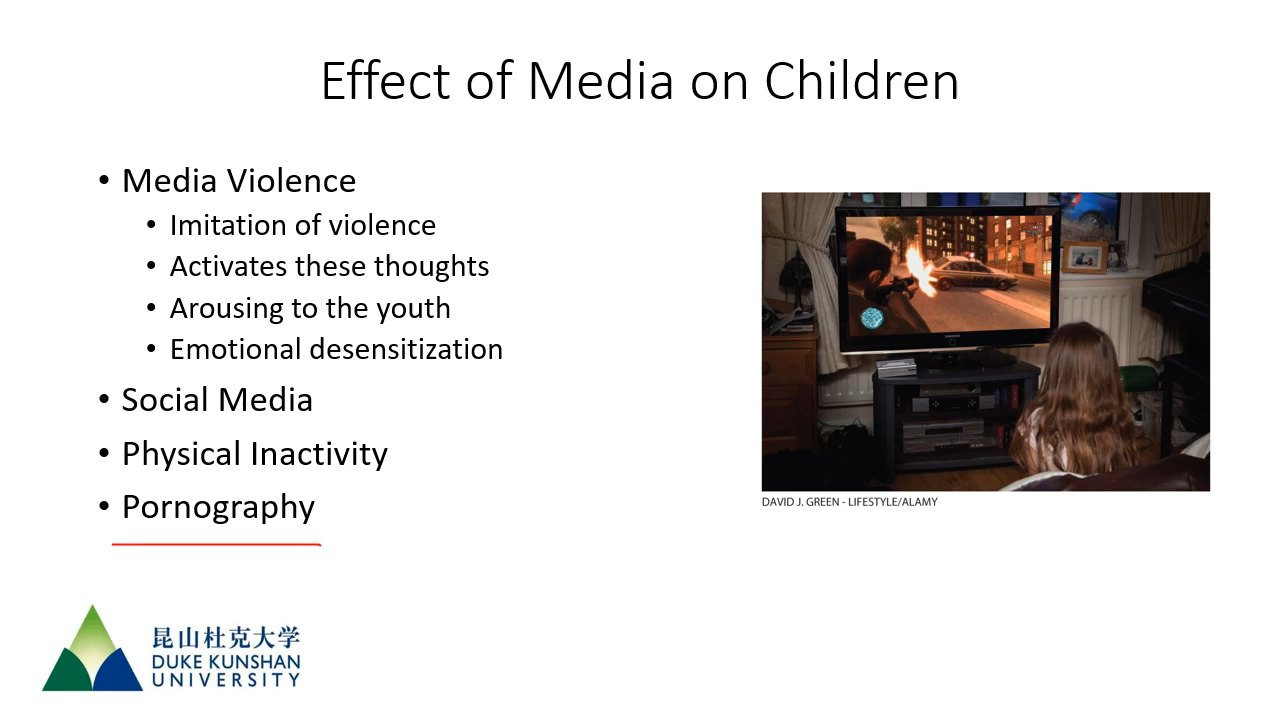 Effect of Media on Children
• Media Violence
• Imitation of violence
• Activates these thoughts
• Arousing to the youth
• Emotional desensitization
• Social Media
• Physical Inactivity
• Pornography
DAVID J. GREEN - LIFESTYLE/ALAMY
昆山杜克大学
DUKE KUNSHAN
UNIVERSITY